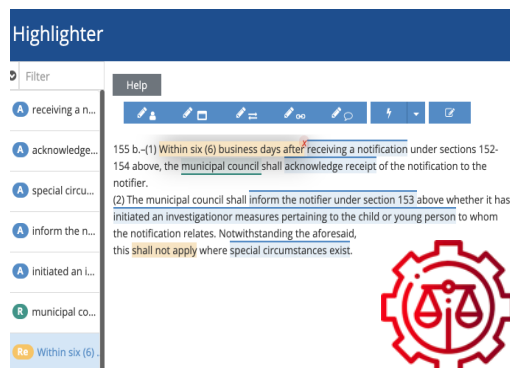 Highlighter
Filter
Help
A receiving a n...
A acknowledge...
A special circu...
A inform the n...
A initiated an i...
R municipal co...
Re Within six (6) .
155 b.–(1) Within six (6) business days after receiving a notification under sections 152-
154 above, the municipal council shall acknowledge receipt of the notification to the
notifier.
(2) The municipal council shall inform the notifier under section 153 above whether it has
initiated an investigationor measures pertaining to the child or young person to whom
the notification relates. Notwithstanding the aforesaid,
this shall not apply where special circumstances exist.